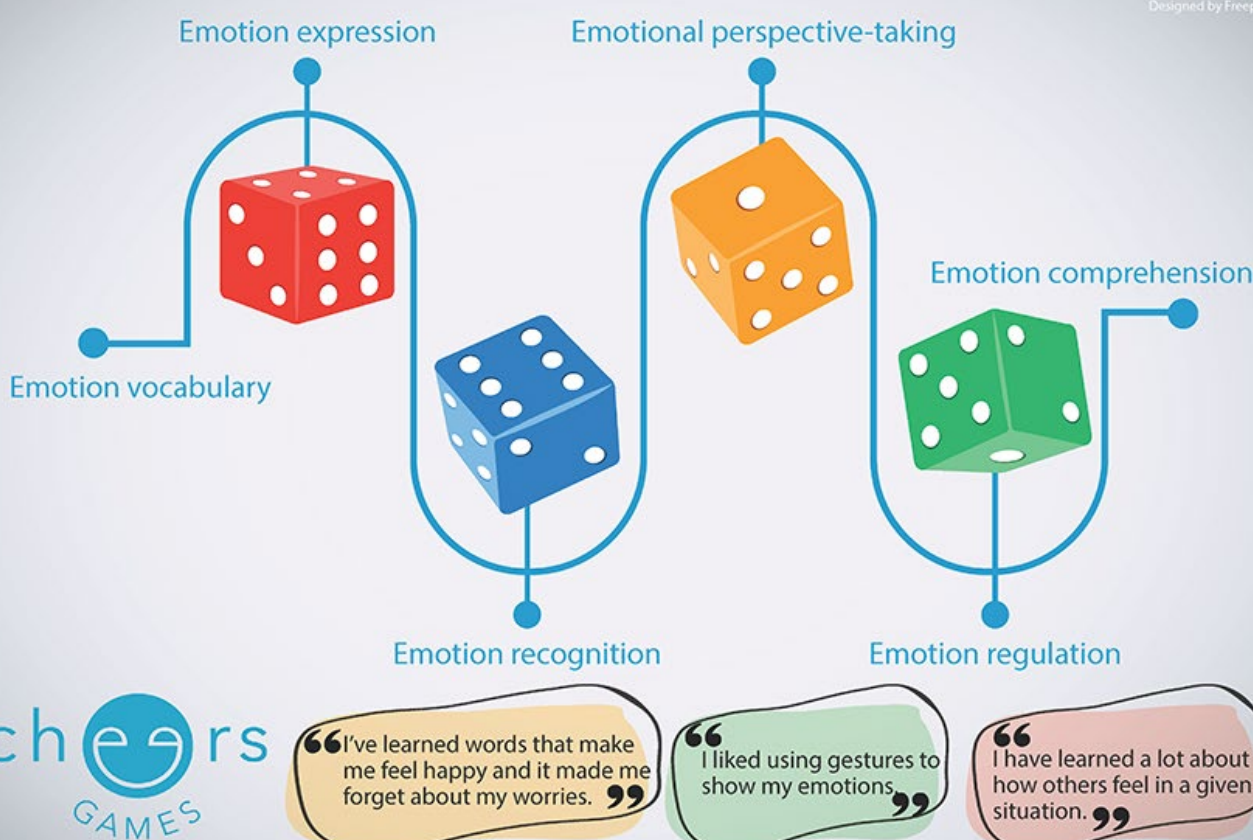 Designed by Freep
Emotion expression
Emotional perspective-taking
Emotion comprehension
Emotion vocabulary
Emotion recognition
Emotion regulation
cheers
GAMES
“I've learned words that make
me feel happy and it made me
forget about my worries. ”
“
I liked using gestures to
show my emotions.
”
“
I have learned a lot about
how others feel in a given
situation. ”